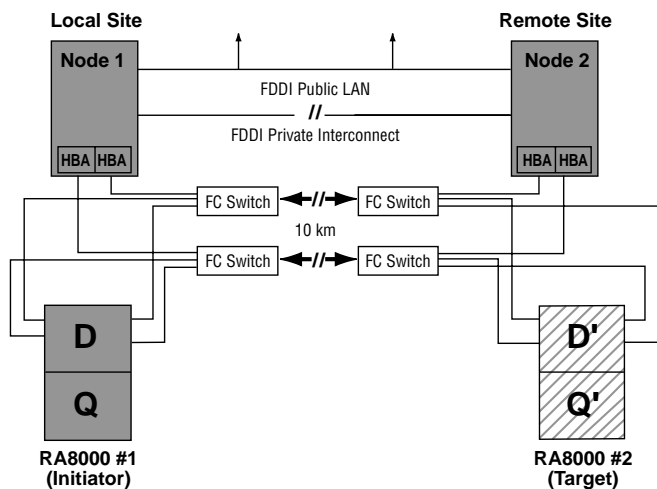 Local Site
Remote Site
Node 1
Node 2
FDDI Public LAN
//
FDDI Private Interconnect
HBA HBA
HBA HBA
FC Switch
//
FC Switch
10 km
FC Switch
//
FC Switch
D
D'
Q
Q'
RA8000 #1
(Initiator)
RA8000 #2
(Target)